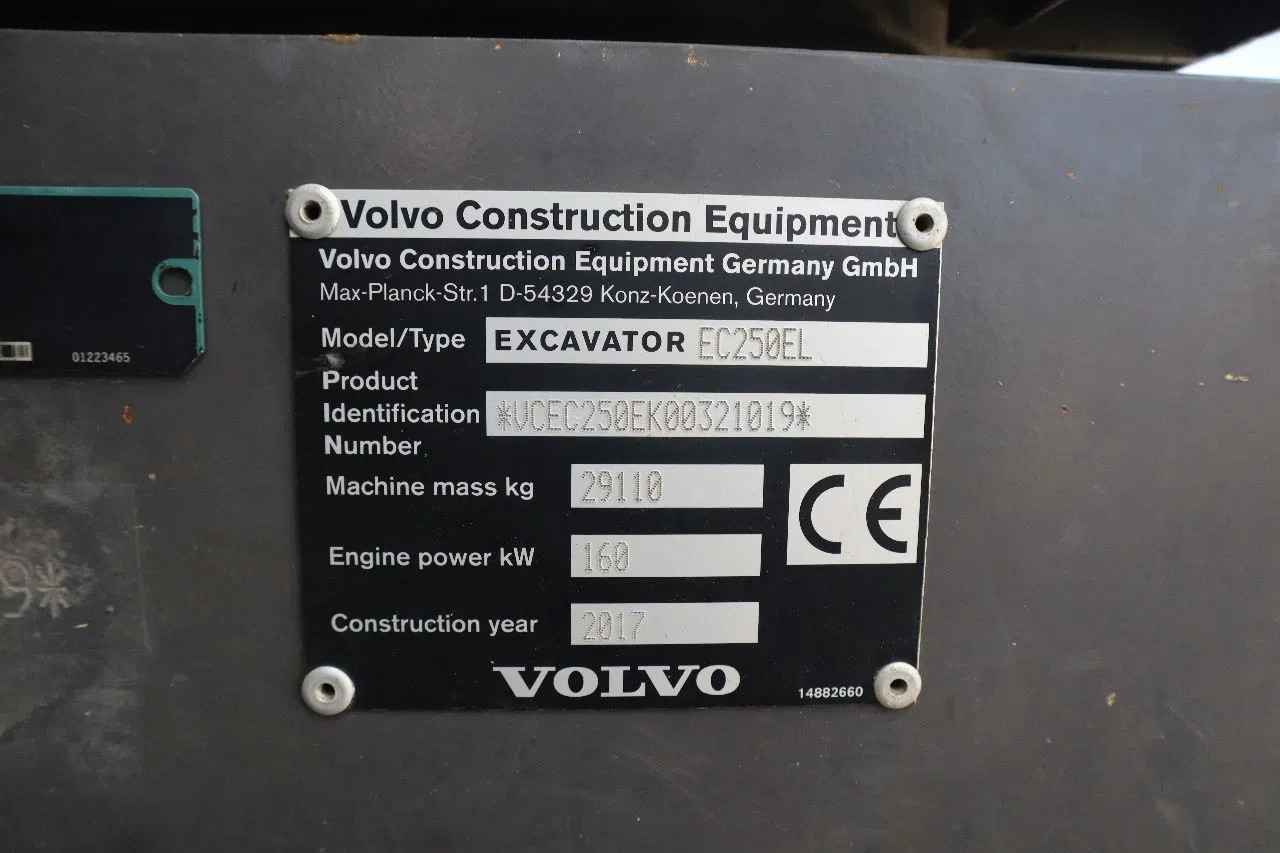 Volvo Construction Equipment
Volvo Construction Equipment Germany GmbH
Max-Planck-Str.1 D-54329 Konz-Koenen, Germany
Model/Type EXCAVATOR EC250EL
Product
Identification *VCEC250EK00321019*
Number
Machine mass kg 29110
CE
Engine power kW 160
Construction year 2017
VOLVO
14882660
01223465
9*